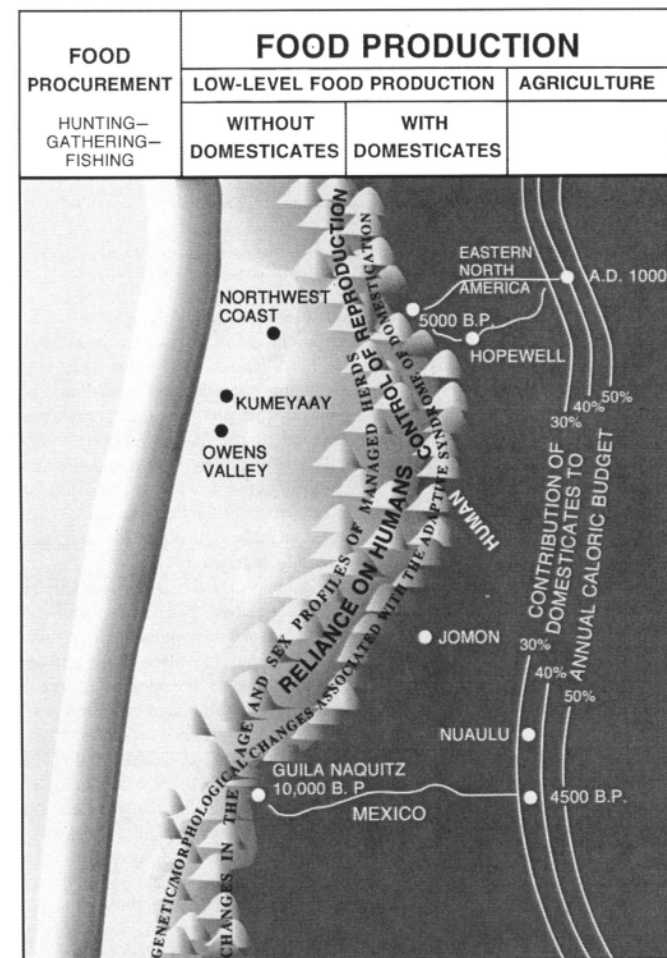 FOOD
PROCUREMENT
HUNTING—
GATHERING—
FISHING
FOOD PRODUCTION
LOW-LEVEL FOOD PRODUCTION
AGRICULTURE
WITHOUT
DOMESTICATES
WITH
DOMESTICATES
NORTHWEST
COAST
KUMEYAAY
OWENS
VALLEY
GENETIC/MORPHOLOGICAL CHANGES ASSOCIATED WITH THE ADAPTIVE SYNDROME OF DOMESTICATION
CHANGES IN THE AGE AND SEX PROFILES OF MANAGED HERDS
RELIANCE ON HUMANS
HUMAN CONTROL OF REPRODUCTION
EASTERN
NORTH
AMERICA
A.D. 1000
5000 B.P.
HOPEWELL
30%
40%
50%
CONTRIBUTION OF
DOMESTICATES TO
ANNUAL CALORIC BUDGET
30%
40%
50%
JOMON
NUAULU
GUILA NAQUITZ
10,000 B. P
MEXICO
4500 B.P.